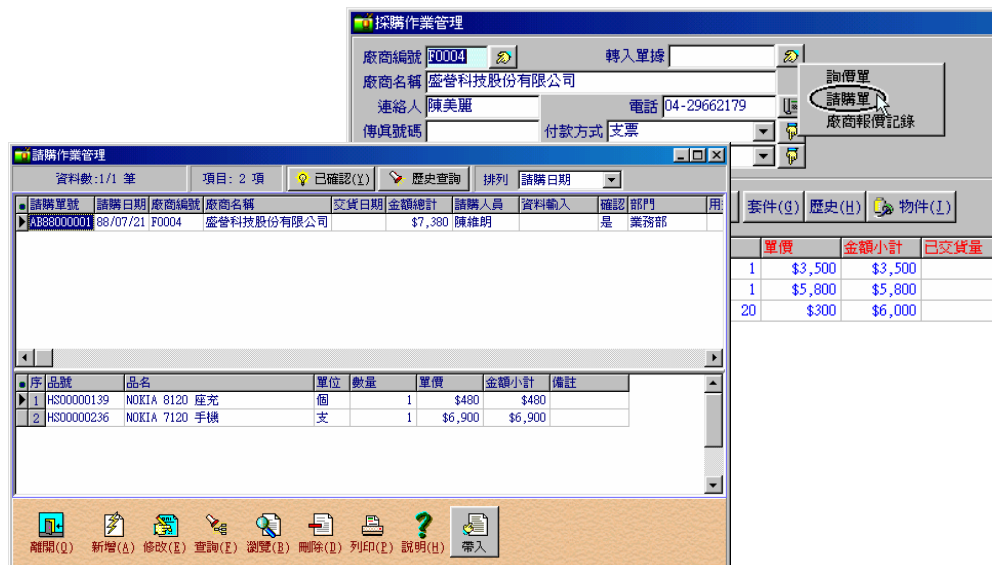 採購作業管理
廠商編號 F0004 轉入單據
廠商名稱 盛營科技股份有限公司
連絡人 陳美麗 電話 04-29662179
傳真號碼 付款方式 支票
詢價單
請購單
廠商報價記錄
套件(G) 歷史(H) 物件(J)
單價 金額小計 已交貨量
1 $3,500 $3,500
1 $5,800 $5,800
20 $300 $6,000
請購作業管理
資料數:1/1 筆 項目: 2 項 已確認(Y) 歷史查詢 排列 請購日期
請購單號 請購日期 廠商編號 廠商名稱 交貨日期 金額總計 請購人員 資料輸入 確認 部門 用
AB88000001 88/07/21 F0004 盛營科技股份有限公司 $7,380 陳維朗 是 業務部
序 品號 品名 單位 數量 單價 金額小計 備註
1 HS00000139 NOKIA 8120 座充 個 1 $480 $480
2 HS00000236 NOKIA 7120 手機 支 1 $6,900 $6,900
離開(Q) 新增(A) 修改(E) 查詢(F) 瀏覽(B) 刪除(D) 列印(P) 說明(H) 帶入